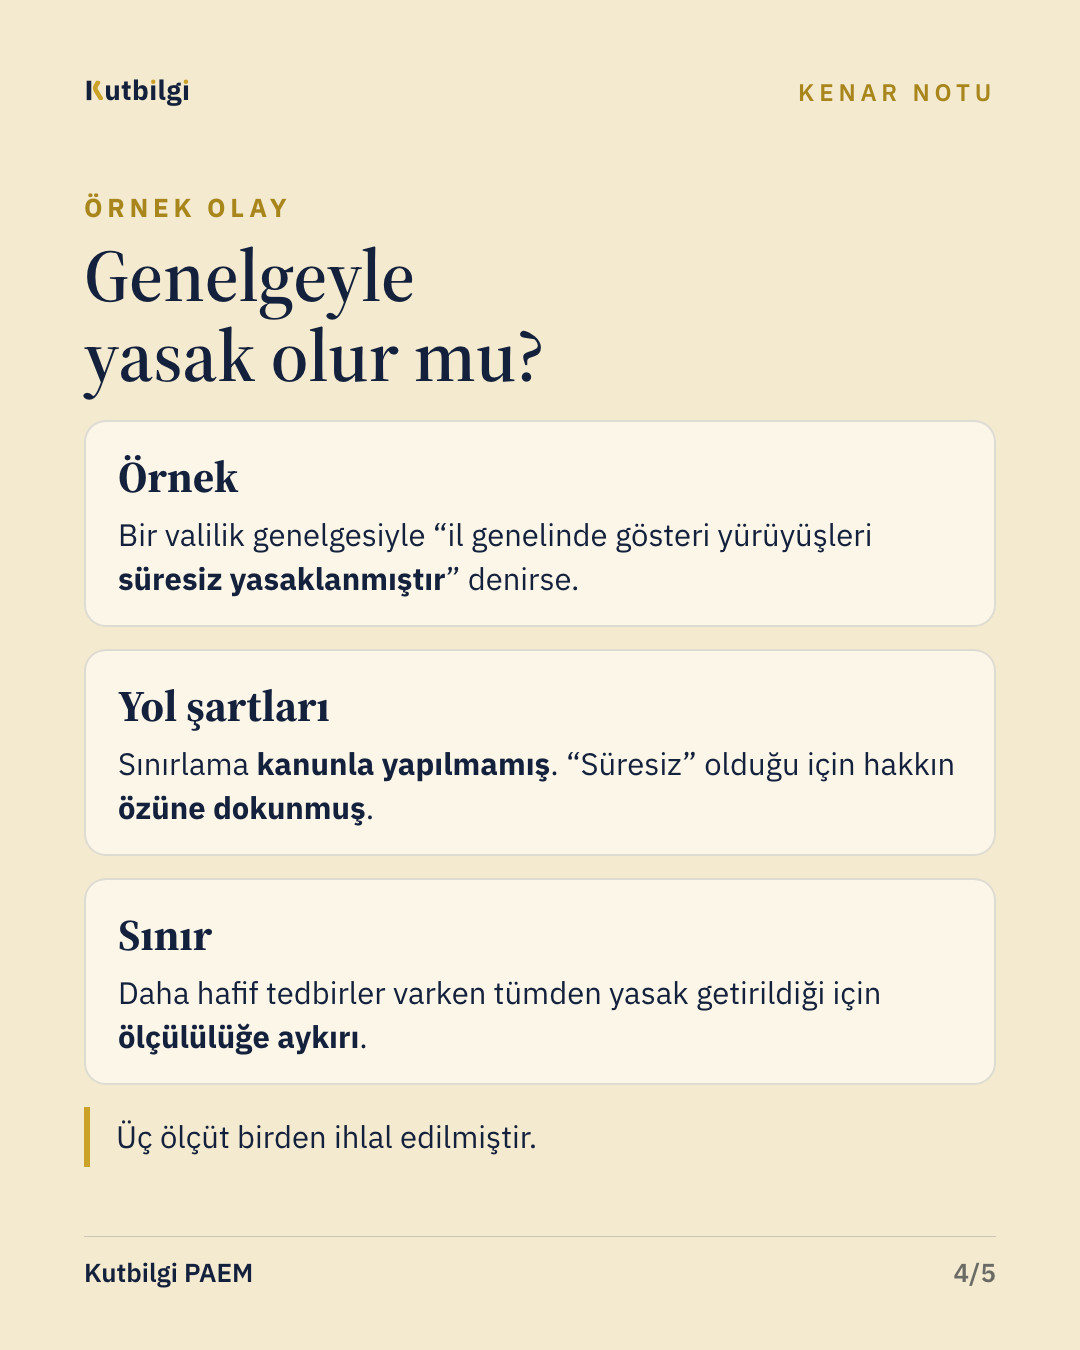 Kutbilgi
KENAR NOTU
ÖRNEK OLAY
Genelgeyle
yasak olur mu?
Örnek
Bir valilik genelgesiyle “il genelinde gösteri yürüyüşleri
süresiz yasaklanmıştır” denirse.
Yol şartları
Sınırlama kanunla yapılmamış. “Süresiz” olduğu için hakkın
özüne dokunmuş.
Sınır
Daha hafif tedbirler varken tümden yasak getirildiği için
ölçülülüğe aykırı.
Üç ölçüt birden ihlal edilmiştir.
Kutbilgi PAEM
4/5